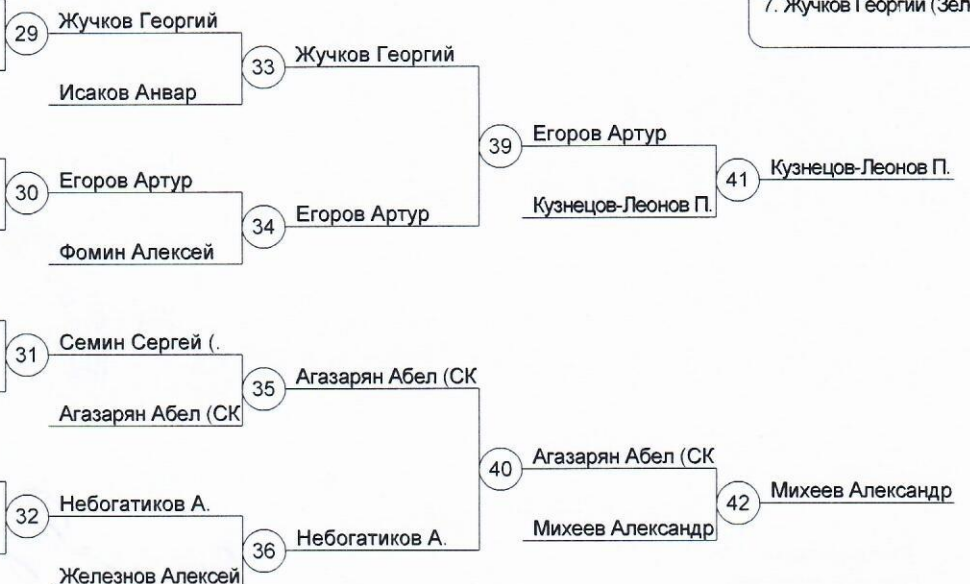 7. Жучков Георгий (Зел
29
Жучков Георгий
Исаков Анвар
33
Жучков Георгий
30
Егоров Артур
Фомин Алексей
34
Егоров Артур
39
Егоров Артур
Кузнецов-Леонов П.
41
Кузнецов-Леонов П.
31
Семин Сергей (.
Агазарян Абел (СК
35
Агазарян Абел (СК
32
Небогатиков А.
Железнов Алексей
36
Небогатиков А.
40
Агазарян Абел (СК
Михеев Александр
42
Михеев Александр